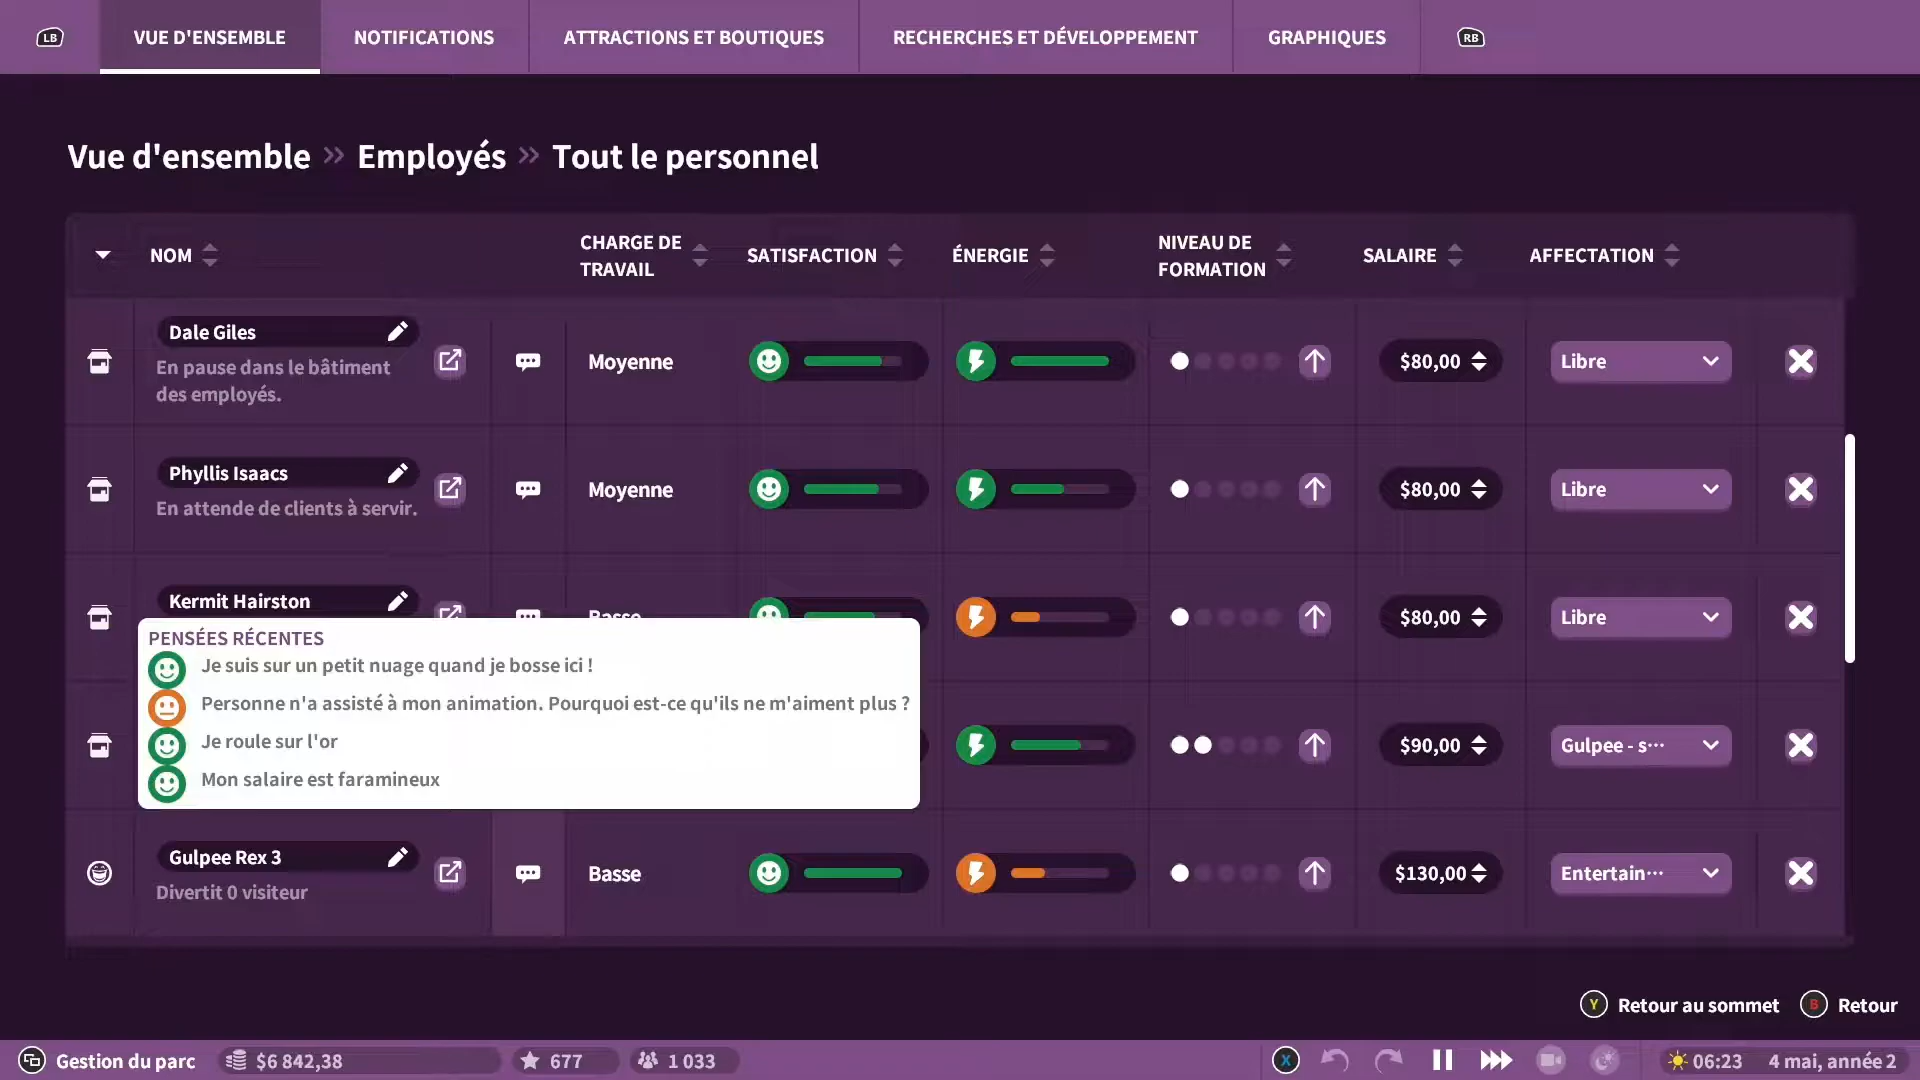 LB
VUE D'ENSEMBLE
NOTIFICATIONS
ATTRACTIONS ET BOUTIQUES
RECHERCHES ET DÉVELOPPEMENT
GRAPHIQUES
RB
Vue d'ensemble » Employés » Tout le personnel
NOM
CHARGE DE
TRAVAIL
SATISFACTION
ÉNERGIE
NIVEAU DE
FORMATION
SALAIRE
AFFECTATION
Dale Giles
En pause dans le bâtiment
des employés.
Moyenne
$80,00
Libre
Phyllis Isaacs
En attende de clients à servir.
Moyenne
$80,00
Libre
Kermit Hairston
Basse
$80,00
Libre
PENSÉES RÉCENTES
Je suis sur un petit nuage quand je bosse ici !
Personne n'a assisté à mon animation. Pourquoi est-ce qu'ils ne m'aiment plus ?
Je roule sur l'or
Mon salaire est faramineux
$90,00
Gulpee - s···
Gulpee Rex 3
Divertit 0 visiteur
Basse
$130,00
Entertain···
Y Retour au sommet
B Retour
Gestion du parc
$6 842,38
677
1 033
X
06:23
4 mai, année 2